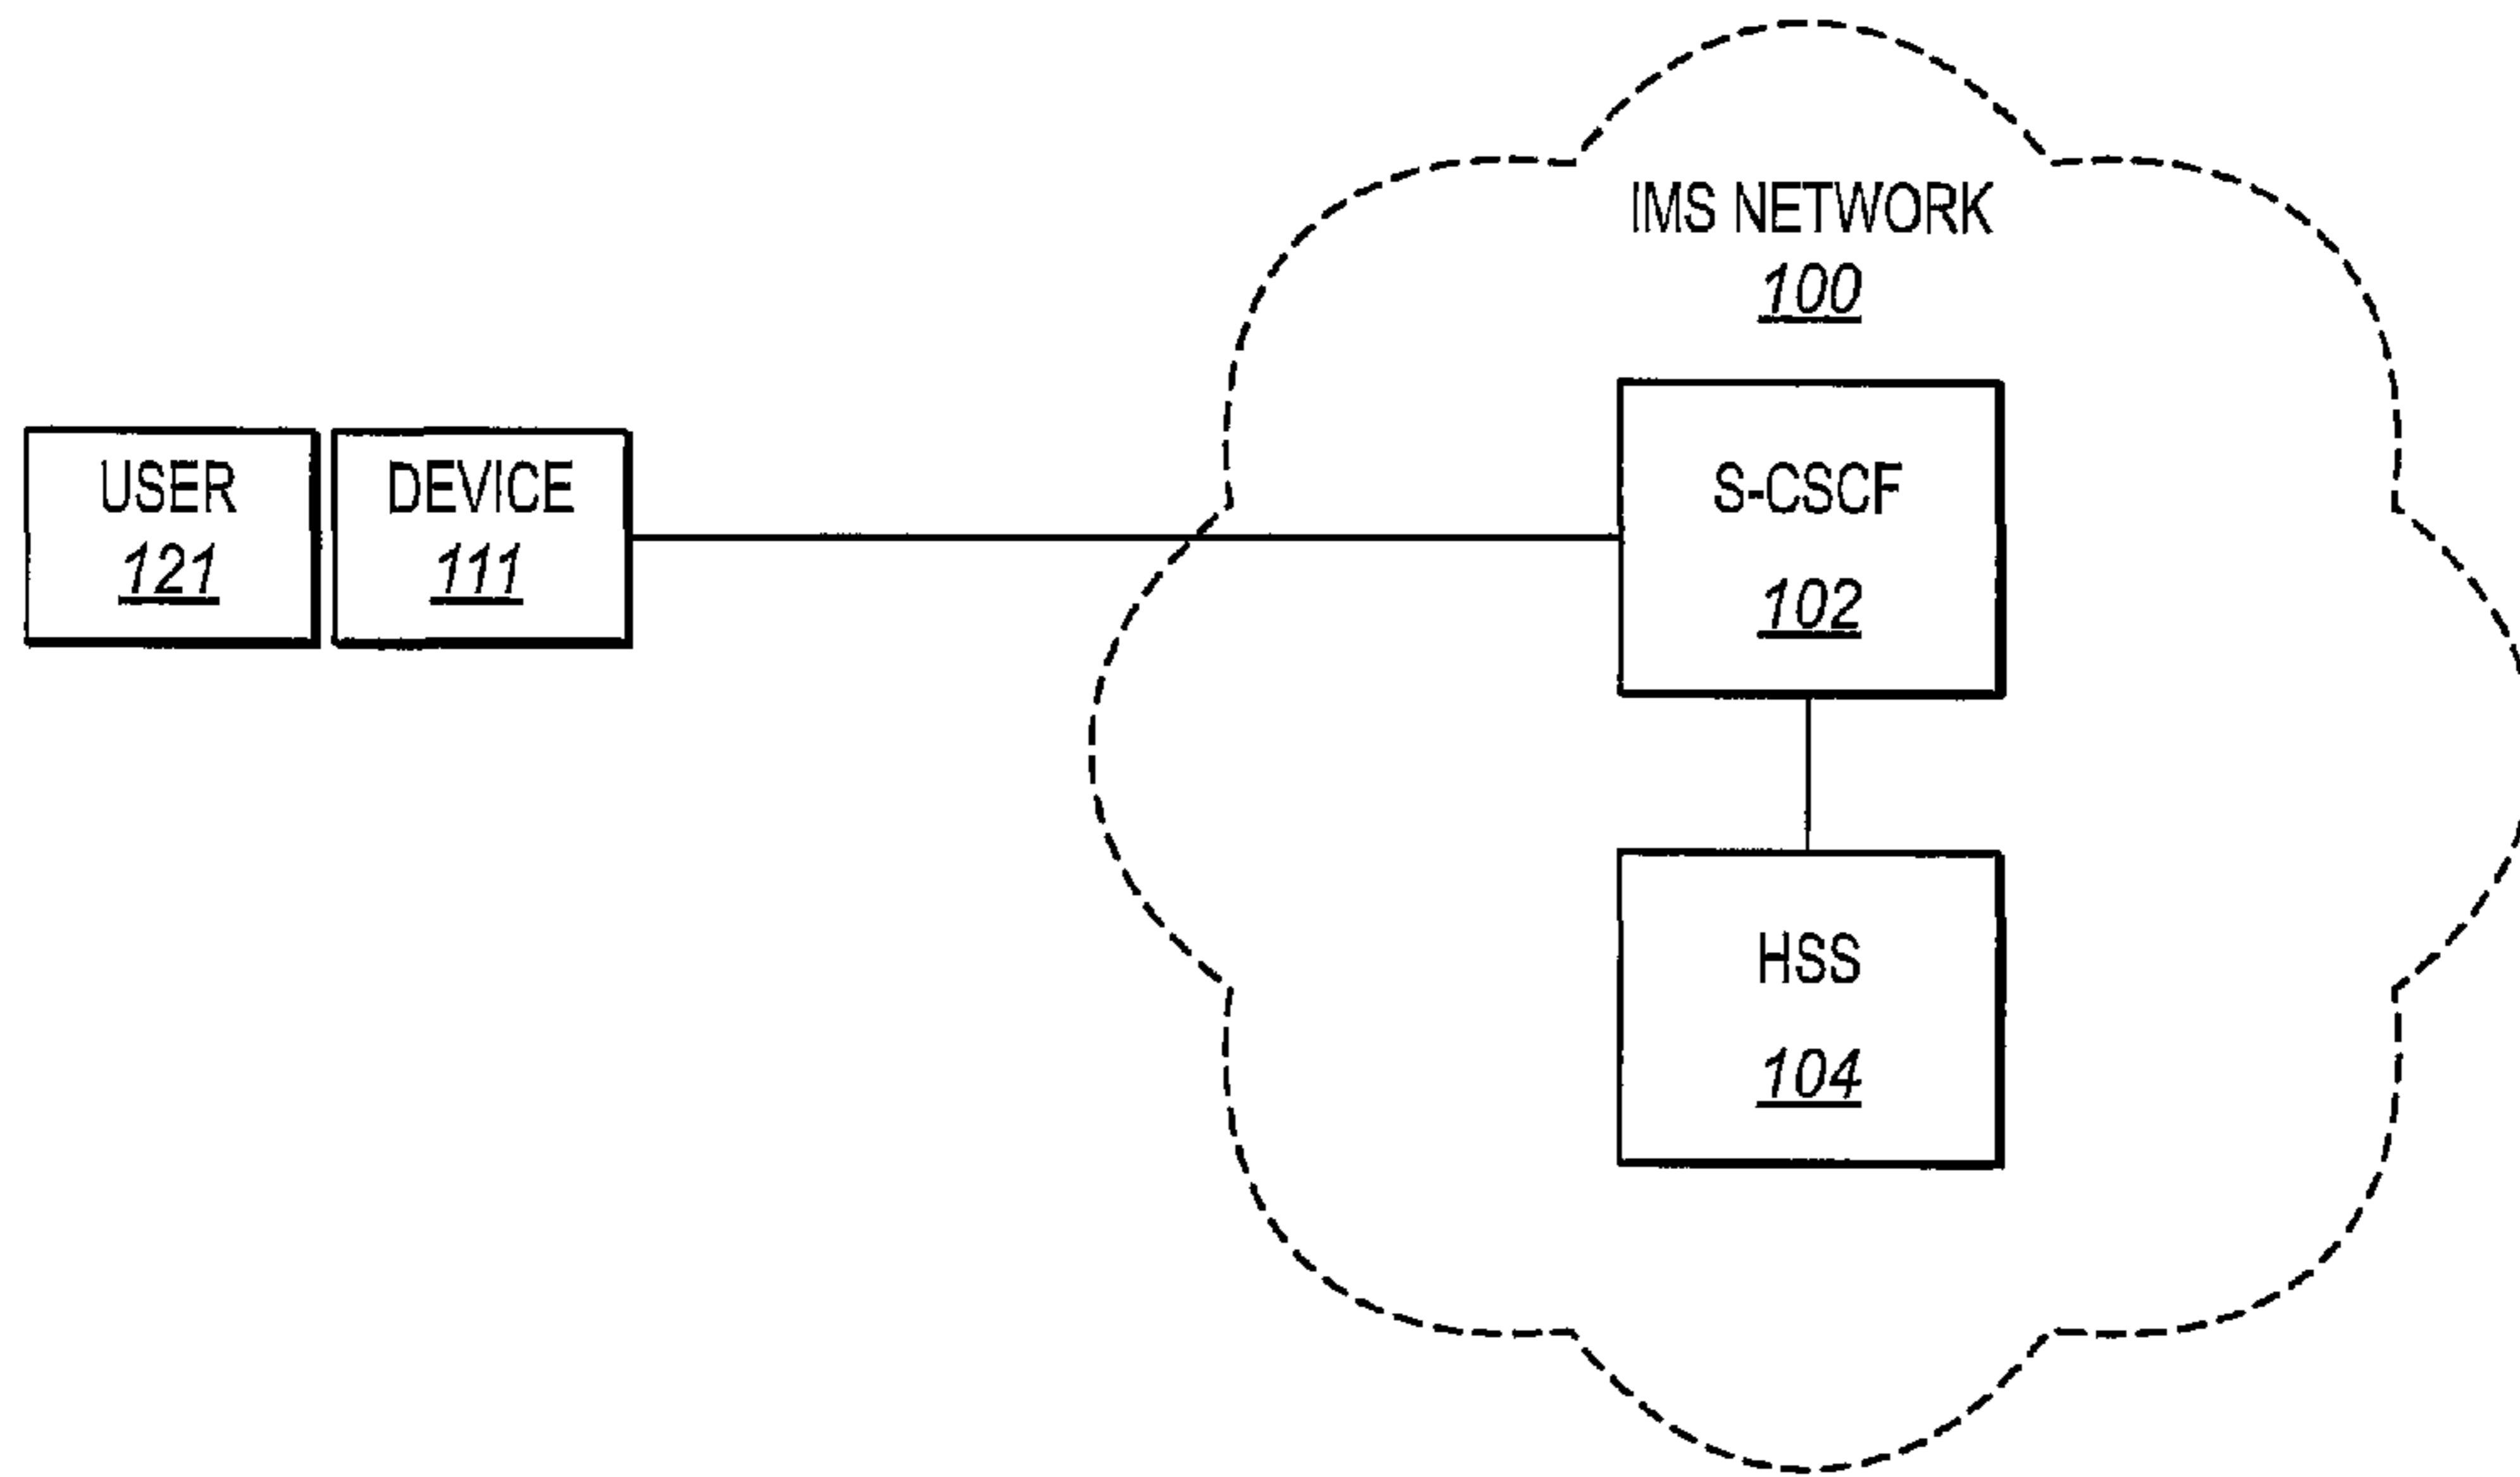 IMS NETWORK
100
USER
121
DEVICE
111
S-CSCF
102
HSS
104